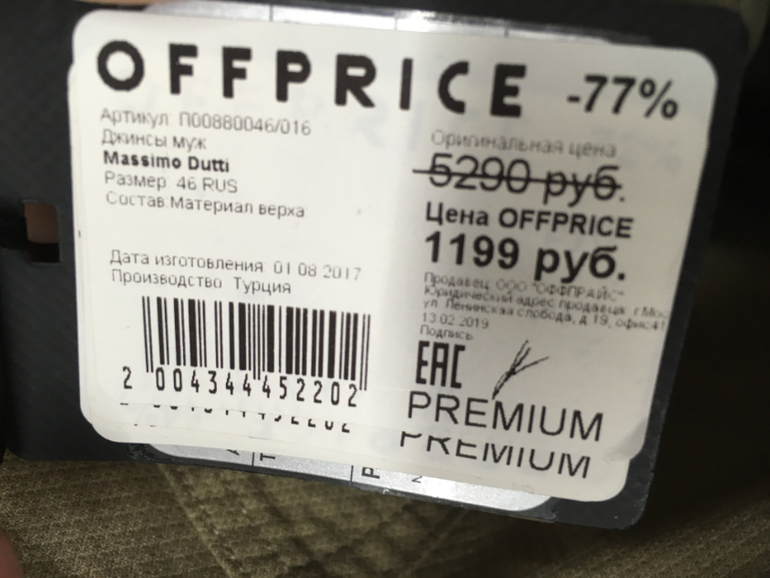 OFFPRICE -77%
Артикул: П00880046/016
Джинсы муж
Massimo Dutti
Размер: 46 RUS
Состав:Материал верха:
Дата изготовления: 01.08.2017
Производство: Турция
2 004344452202
Оригинальная цена
5290 руб.
Цена OFFPRICE
1199 руб.
Продавец: ООО "ОФФПРАЙС"
Юридический адрес продавца: г.Мос
ул. Ленинская слобода, д.19, офис41
13.02.2019
Подпись
EAC
PREMIUM
PREMIUM